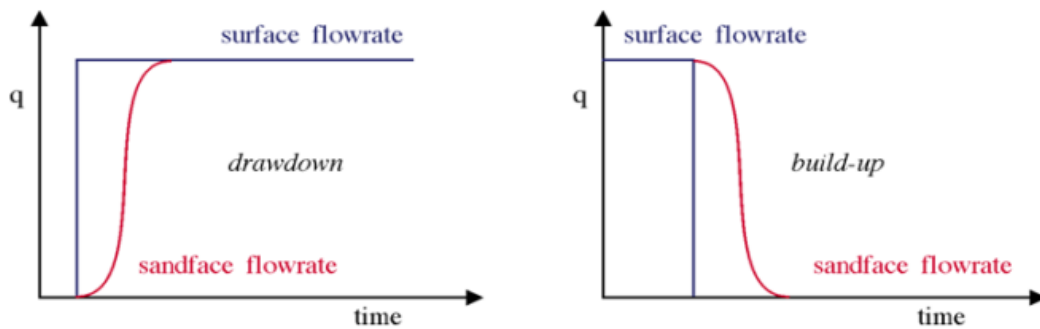 surface flowrate
q
drawdown
sandface flowrate
time
surface flowrate
q
build-up
sandface flowrate
time